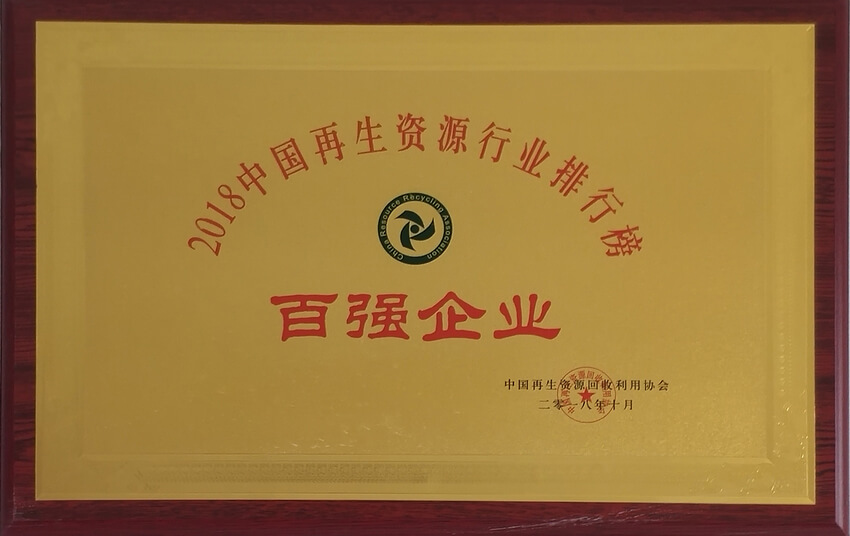 2018中国再生资源行业排行榜
China Resource Recycling Association
百强企业
中国再生资源回收利用协会
二零一八年十月